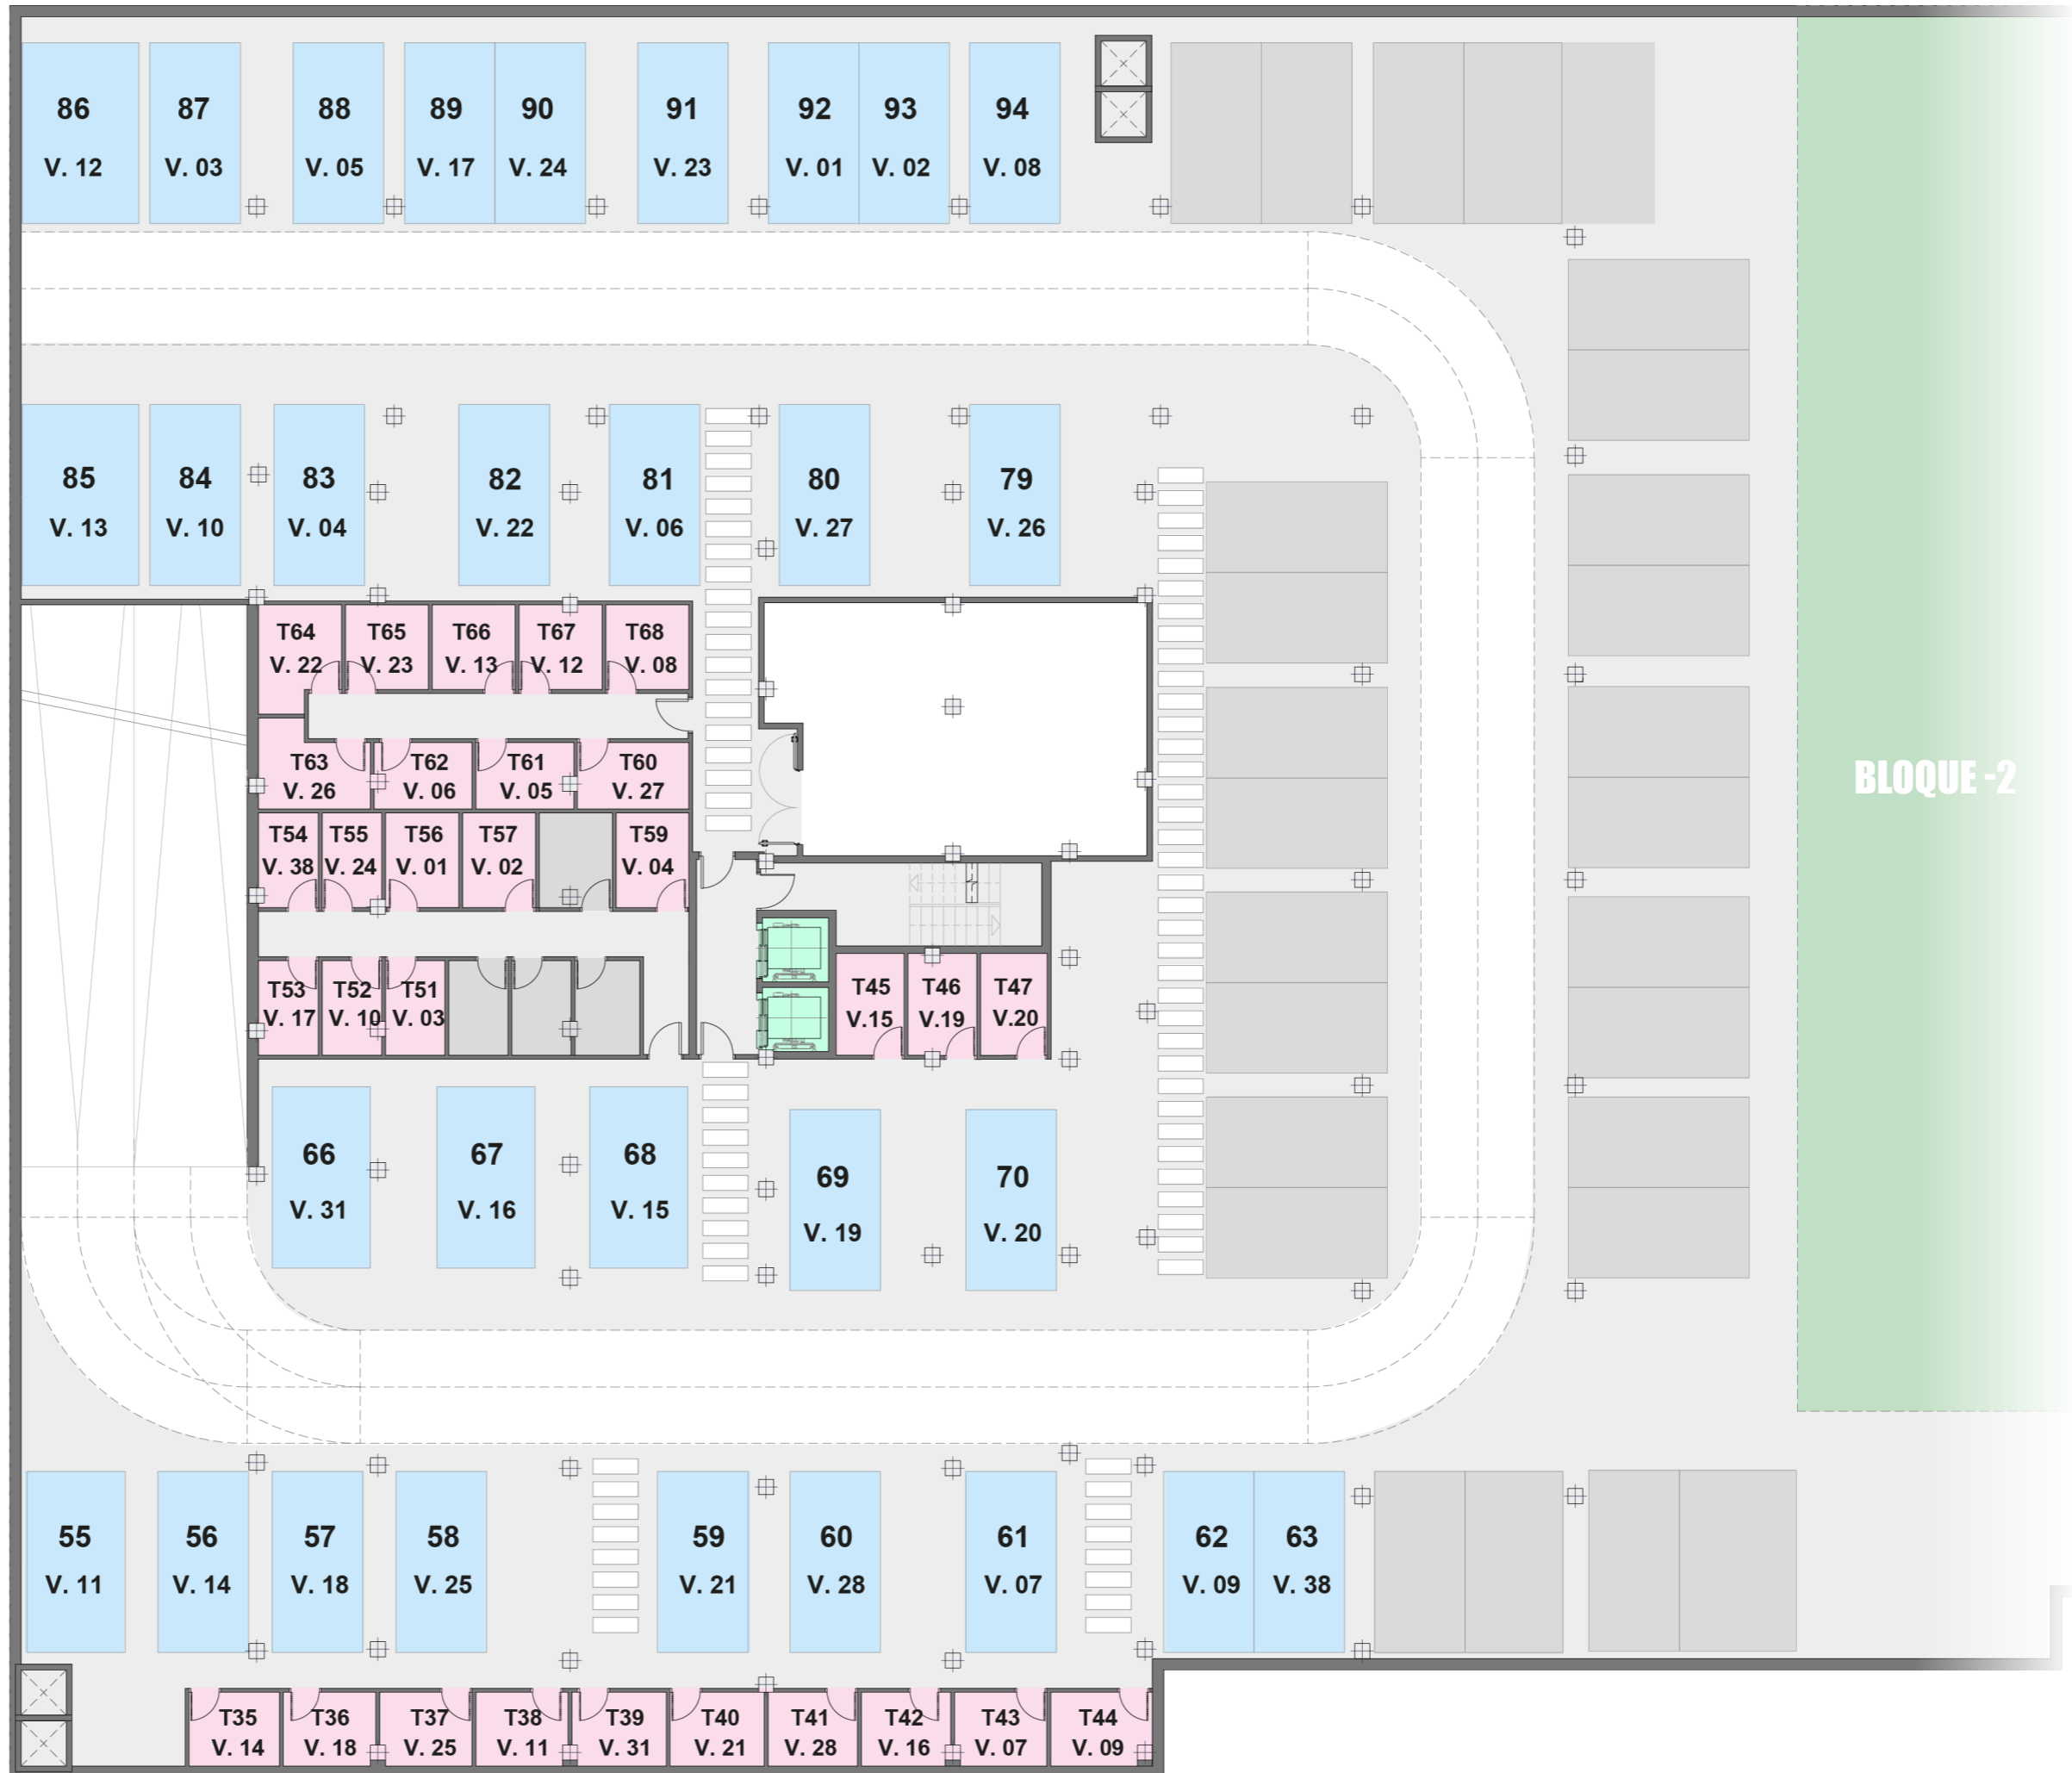 86
V. 12
87
V. 03
88
V. 05
89
V. 17
90
V. 24
91
V. 23
92
V. 01
93
V. 02
94
V. 08
85
V. 13
84
V. 10
83
V. 04
82
V. 22
81
V. 06
80
V. 27
79
V. 26
T64
V. 22
T65
V. 23
T66
V. 13
T67
V. 12
T68
V. 08
T63
V. 26
T62
V. 06
T61
V. 05
T60
V. 27
BLOQUE -2
T54
V. 38
T55
V. 24
T56
V. 01
T57
V. 02
T59
V. 04
T53
V. 17
T52
V. 10
T51
V. 03
T45
V.15
T46
V.19
T47
V.20
66
V. 31
67
V. 16
68
V. 15
69
V. 19
70
V. 20
55
V. 11
56
V. 14
57
V. 18
58
V. 25
59
V. 21
60
V. 28
61
V. 07
62
V. 09
63
V. 38
T35
V. 14
T36
V. 18
T37
V. 25
T38
V. 11
T39
V. 31
T40
V. 21
T41
V. 28
T42
V. 16
T43
V. 07
T44
V. 09